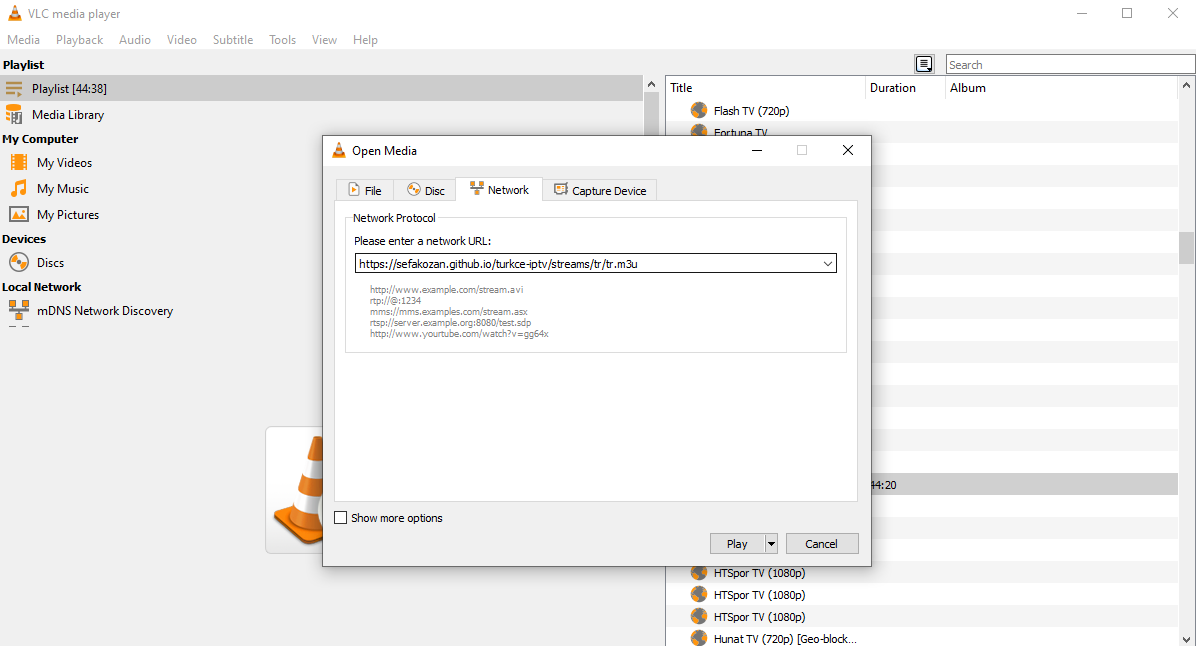 VLC media player
Media Playback Audio Video Subtitle Tools View Help
Playlist
Search
Playlist [44:38]
Media Library
My Computer
My Videos
My Music
My Pictures
Devices
Discs
Local Network
mDNS Network Discovery
Title Duration Album
Flash TV (720p)
Fortuna TV
44:20
HTSpor TV (1080p)
HTSpor TV (1080p)
HTSpor TV (1080p)
Hunat TV (720p) [Geo-block...
Open Media
File Disc Network Capture Device
Network Protocol
Please enter a network URL:
https://sefakozan.github.io/turkce-iptv/streams/tr/tr.m3u
http://www.example.com/stream.avi
rtp://@:1234
mms://mms.examples.com/stream.asx
rtsp://server.example.org:8080/test.sdp
http://www.yourtube.com/watch?v=gg64x
Show more options
Play Cancel